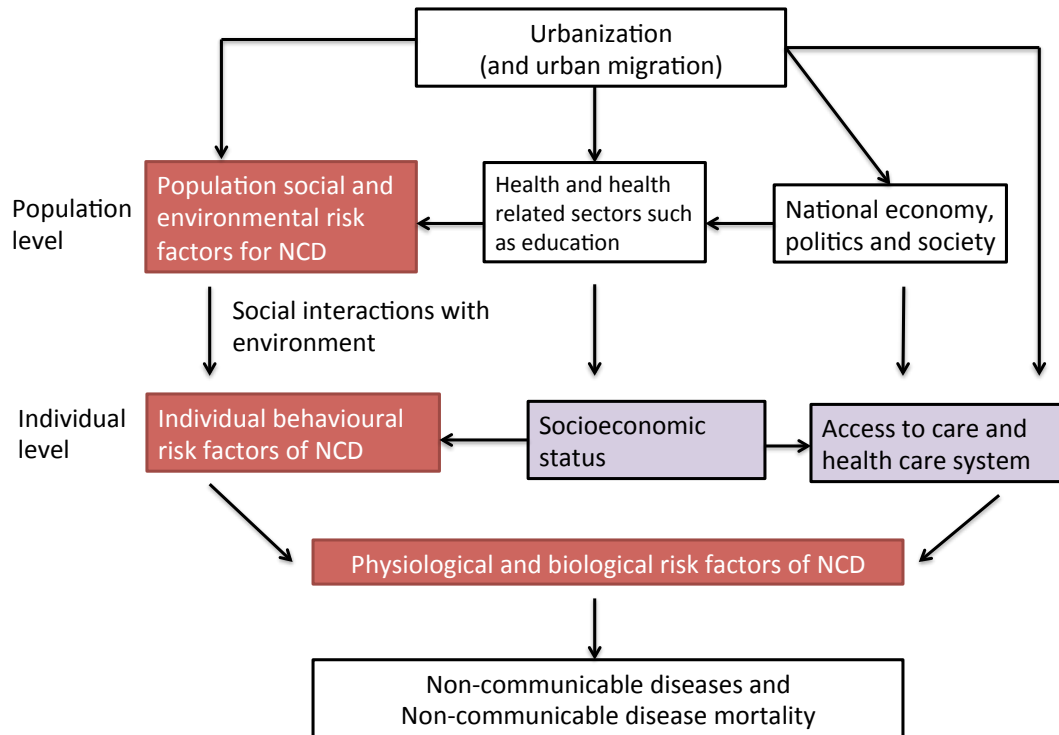 Urbanization
(and urban migration)
Population
level
Population social and
environmental risk
factors for NCD
Health and health
related sectors such
as education
National economy,
politics and society
Social interactions with
environment
Individual
level
Individual behavioural
risk factors of NCD
Socioeconomic
status
Access to care and
health care system
Physiological and biological risk factors of NCD
Non-communicable diseases and
Non-communicable disease mortality